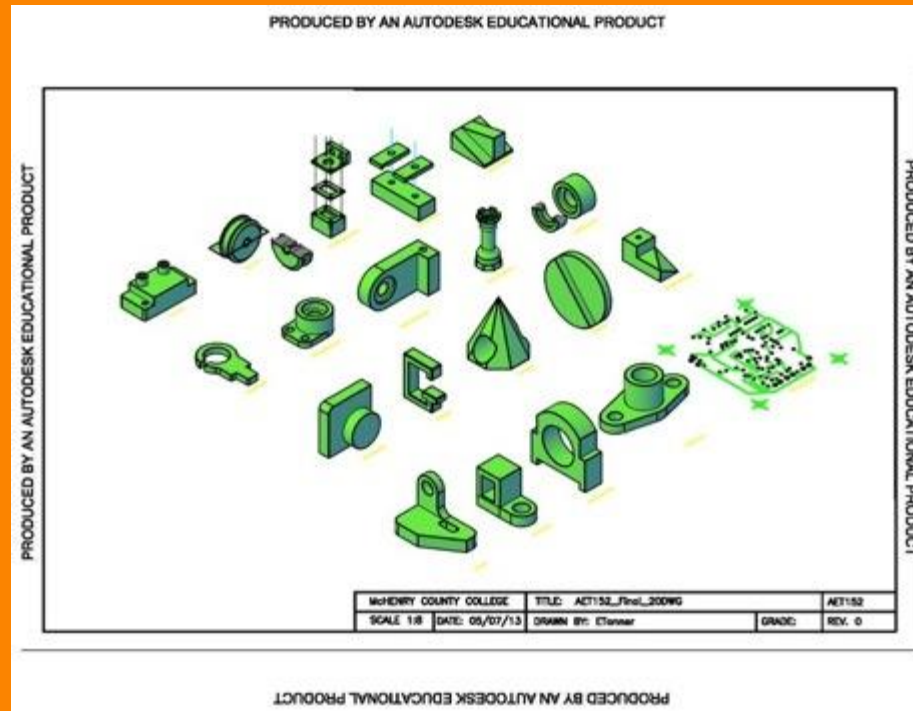 PRODUCED BY AN AUTODESK EDUCATIONAL PRODUCT
PRODUCED BY AN AUTODESK EDUCATIONAL PRODUCT
PRODUCED BY AN AUTODESK EDUCATIONAL PRODUCT
McHENRY COUNTY COLLEGE TITLE: AET152_Final_20DWG AET152
SCALE 1:8 DATE: 05/07/13 DRAWN BY: ETanner GRADE: REV. 0
PRODUCED BY AN AUTODESK EDUCATIONAL PRODUCT